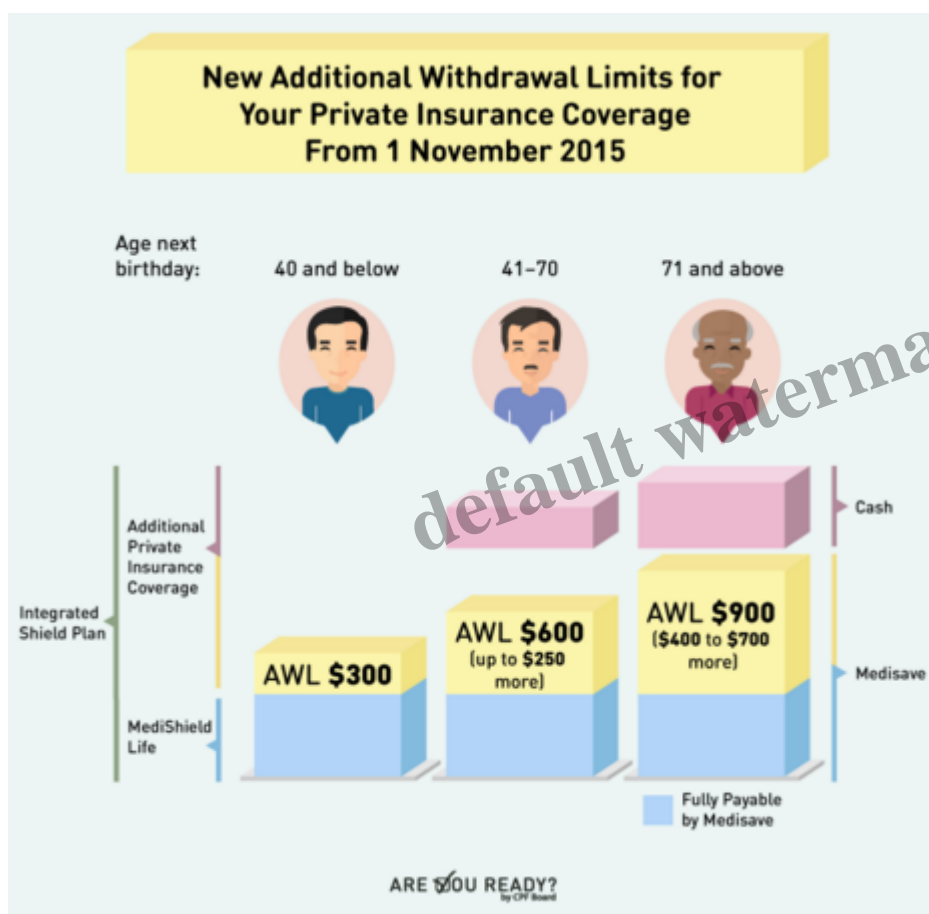 New Additional Withdrawal Limits for
Your Private Insurance Coverage
From 1 November 2015
Age next
birthday:
40 and below
41–70
71 and above
default waterma
Additional
Private
Insurance
Coverage
Cash
Integrated
Shield Plan
AWL $300
AWL $600
(up to $250
more)
AWL $900
($400 to $700
more)
Medisave
MediShield
Life
Fully Payable
by Medisave
ARE YOU READY?
by CPF Board